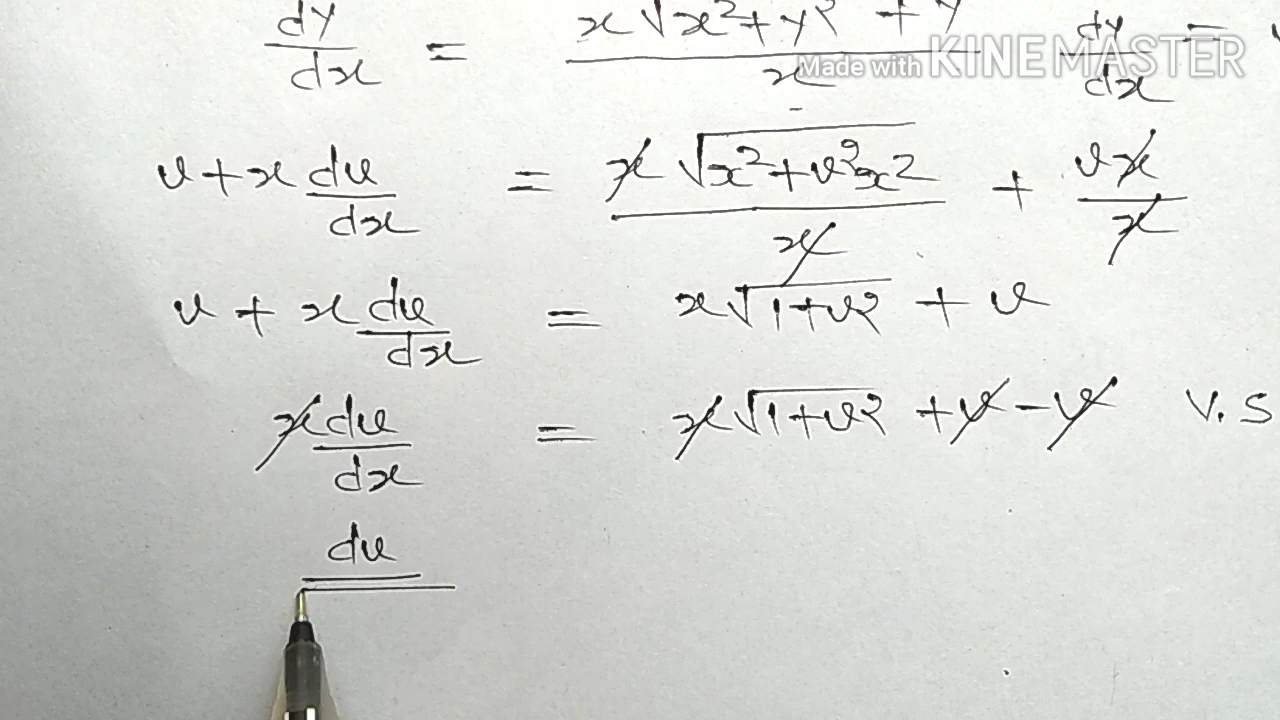 dy/dx = (x√x²+y² + y)/x dy/dx =
Made with KINEMASTER
v + x dv/dx = x√x²+v²x²/x + vx/x
v + x dv/dx = x√1+v² + v
x dv/dx = x√1+v² + v - v V.S
dv